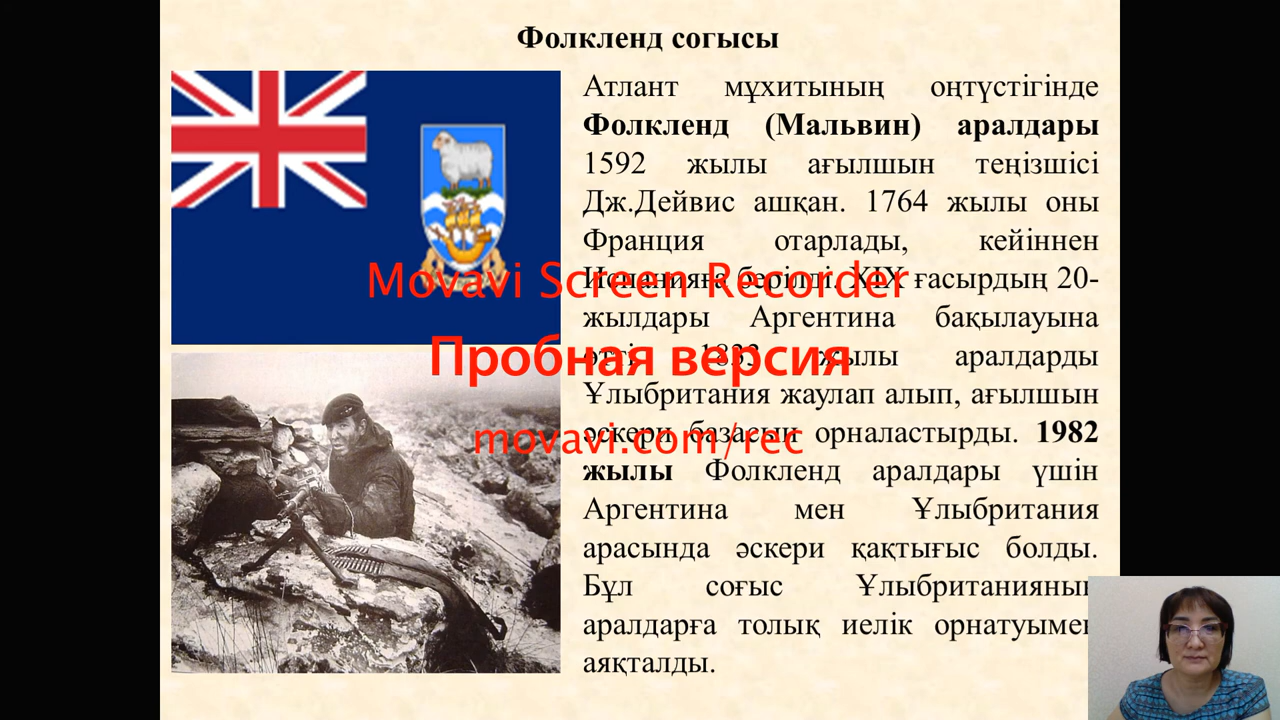 Фолкленд согысы
Атлант мұхитының оңтүстігінде
Фолкленд (Мальвин) аралдары
1592 жылы ағылшын теңізшісі
Дж.Дейвис ашқан. 1764 жылы оны
Франция отарлады, кейіннен
Испанияға берілді. XIX ғасырдың 20-
жылдары Аргентина бақылауына
өтті. 1833 жылы аралдарды
Ұлыбритания жаулап алып, ағылшын
әскери базасын орналастырды. 1982
жылы Фолкленд аралдары үшін
Аргентина мен Ұлыбритания
арасында әскери қақтығыс болды.
Бұл соғыс Ұлыбританияның
аралдарға толық иелік орнатуымен
аяқталды.
Movavi Screen Recorder
Пробная версия
movavi.com/rec